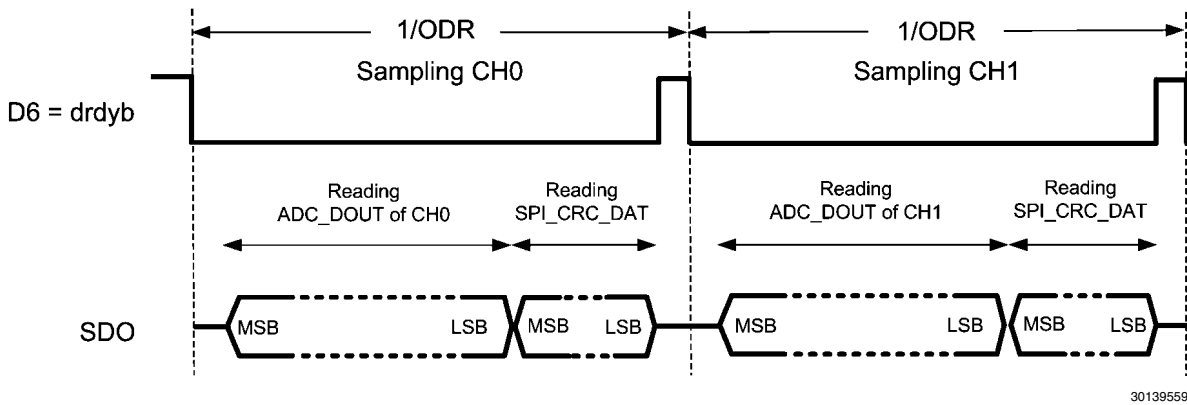 1/ODR
1/ODR
Sampling CH0
Sampling CH1
D6 = drdyb
Reading
ADC_DOUT of CH0
Reading
SPI_CRC_DAT
Reading
ADC_DOUT of CH1
Reading
SPI_CRC_DAT
SDO
MSB
LSB
MSB
LSB
MSB
LSB
MSB
LSB
30139559